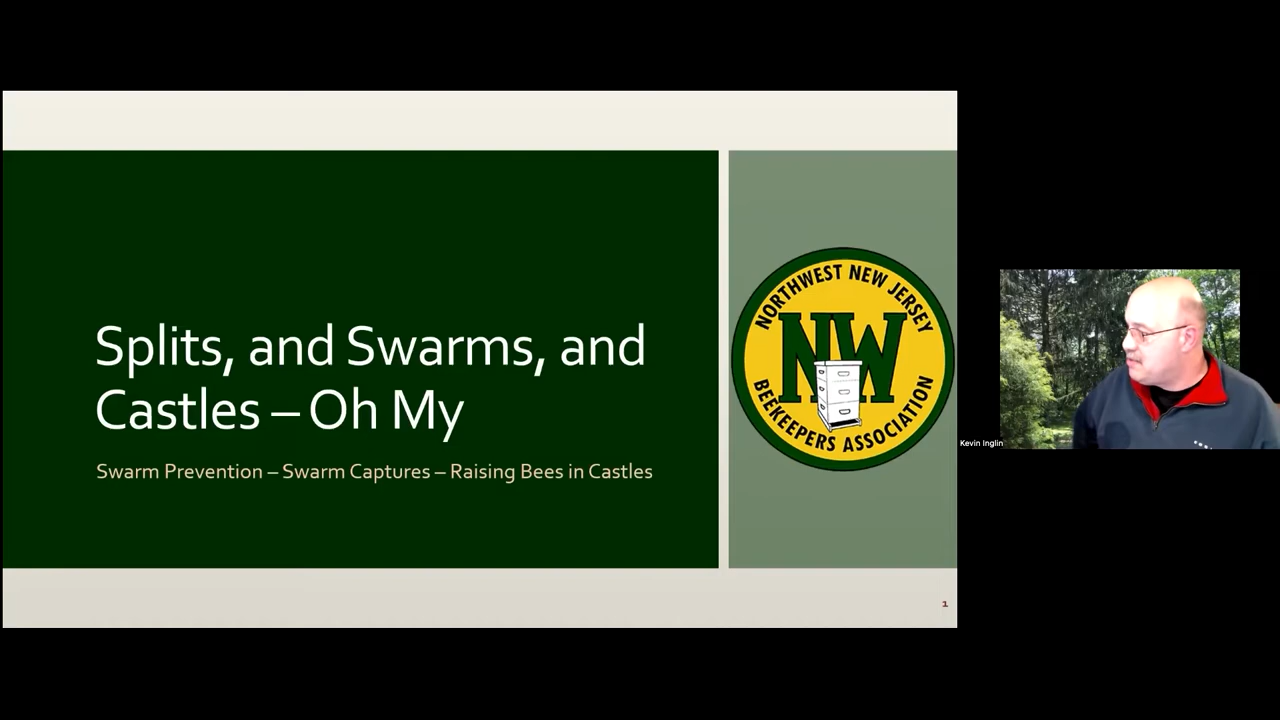 Splits, and Swarms, and
Castles – Oh My
Swarm Prevention – Swarm Captures – Raising Bees in Castles
NORTHWEST NEW JERSEY
NW
BEEKEEPERS ASSOCIATION
Kevin Inglin
1